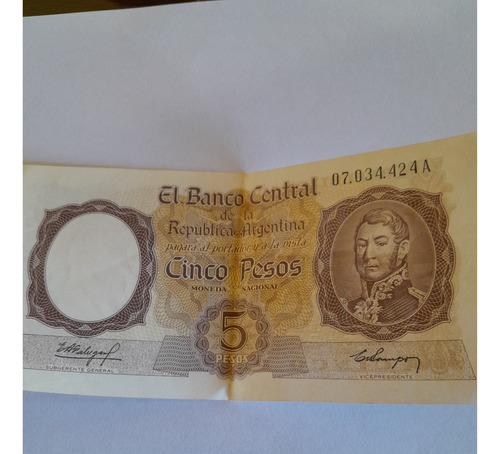 07.034.424A
El Banco Central
de la
República Argentina
pagará al portador y a la vista
Cinco Pesos
MONEDA NACIONAL
5
PESOS
SUBGERENTE GENERAL
VICEPRESIDENTE